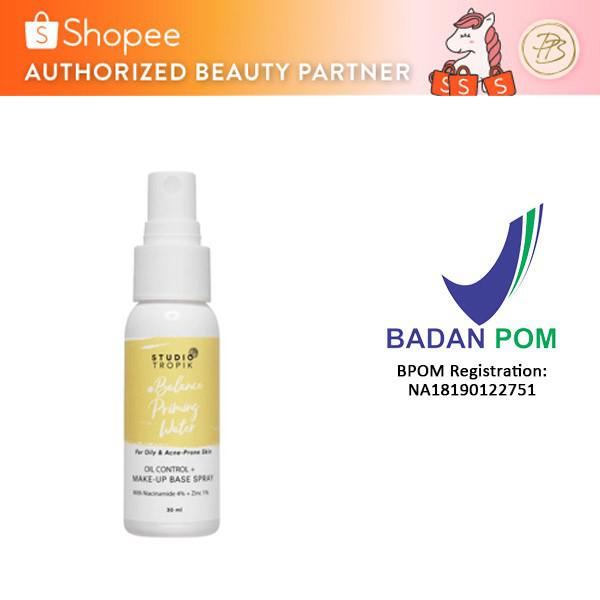 S Shopee
AUTHORIZED BEAUTY PARTNER
S S S
STUDIO
TROPIK
Balance
Priming
Water
For Oily & Acne-Prone Skin
OIL CONTROL +
MAKE-UP BASE SPRAY
With Niacinamide 4% + Zinc 1%
30 ml
BADAN POM
BPOM Registration:
NA18190122751